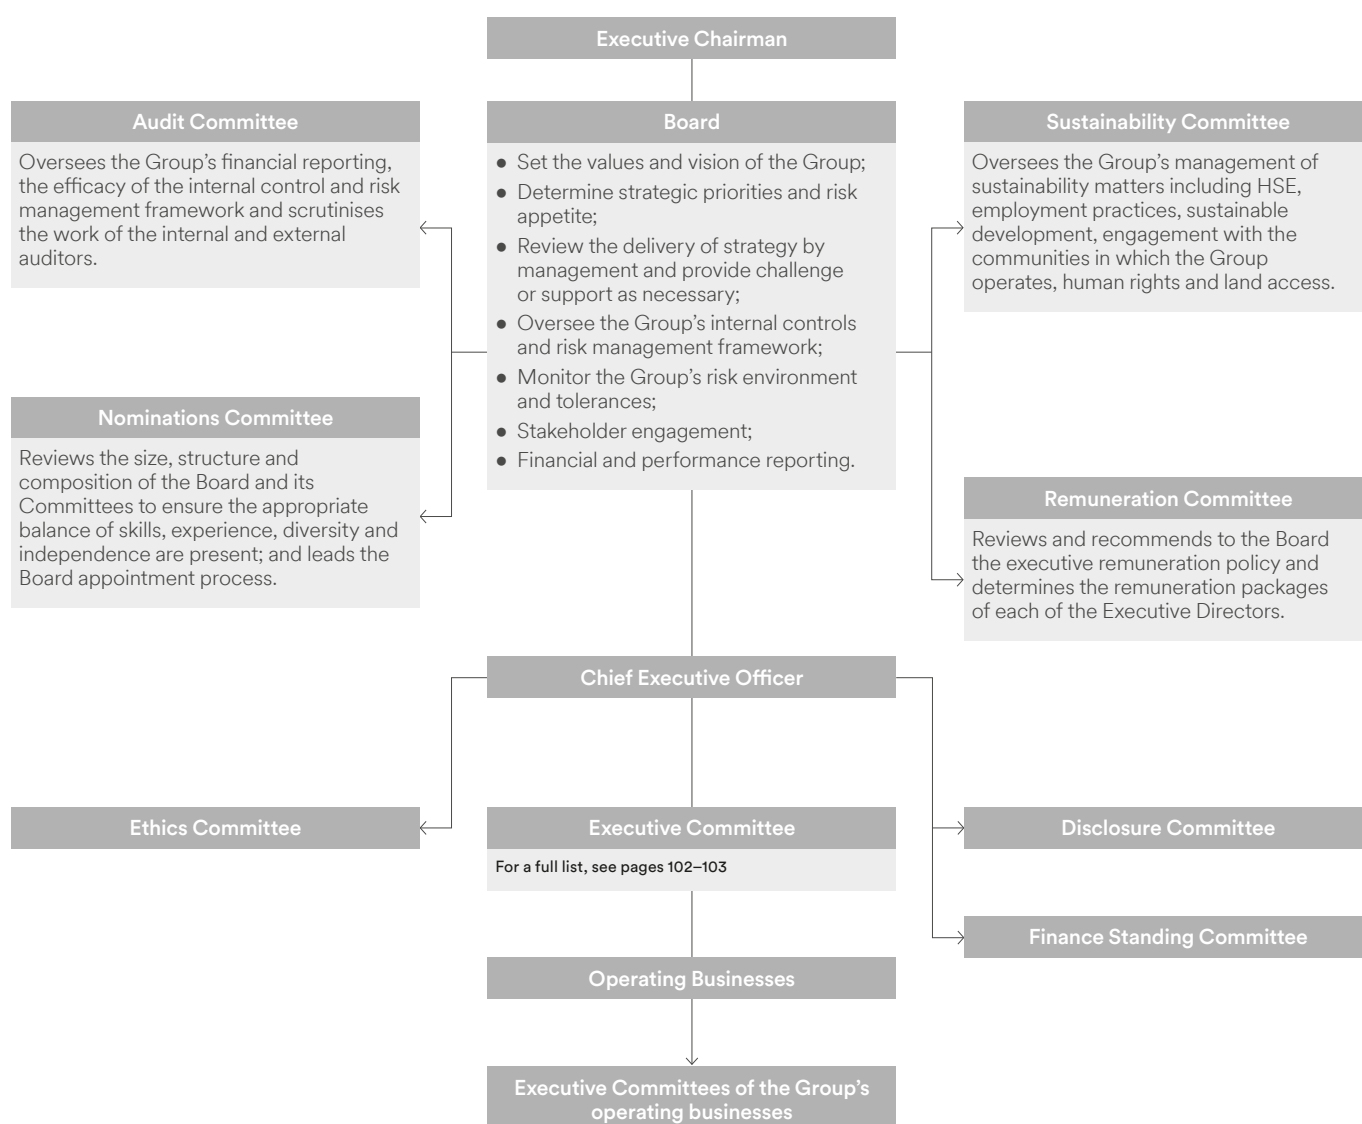 Executive Chairman
Audit Committee
Oversees the Group’s financial reporting,
the efficacy of the internal control and risk
management framework and scrutinises
the work of the internal and external
auditors.
Board
● Set the values and vision of the Group;
● Determine strategic priorities and risk
appetite;
● Review the delivery of strategy by
management and provide challenge
or support as necessary;
● Oversee the Group’s internal controls
and risk management framework;
● Monitor the Group’s risk environment
and tolerances;
● Stakeholder engagement;
● Financial and performance reporting.
Sustainability Committee
Oversees the Group’s management of
sustainability matters including HSE,
employment practices, sustainable
development, engagement with the
communities in which the Group
operates, human rights and land access.
Nominations Committee
Reviews the size, structure and
composition of the Board and its
Committees to ensure the appropriate
balance of skills, experience, diversity and
independence are present; and leads the
Board appointment process.
Remuneration Committee
Reviews and recommends to the Board
the executive remuneration policy and
determines the remuneration packages
of each of the Executive Directors.
Chief Executive Officer
Ethics Committee
Executive Committee
For a full list, see pages 102–103
Disclosure Committee
Finance Standing Committee
Operating Businesses
Executive Committees of the Group’s
operating businesses